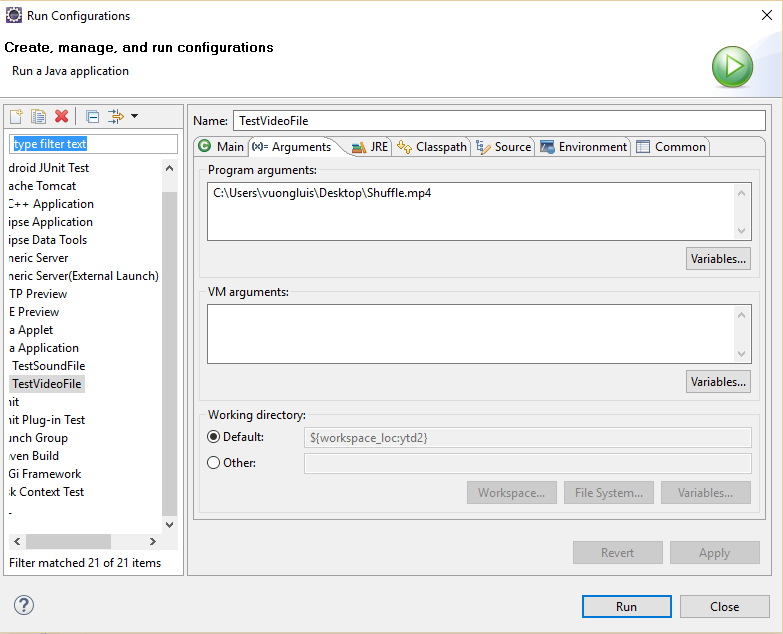 Run Configurations
Create, manage, and run configurations
Run a Java application
type filter text
droid JUnit Test
ache Tomcat
C++ Application
ipse Application
ipse Data Tools
neric Server
neric Server(External Launch)
TP Preview
E Preview
a Applet
a Application
TestSoundFile
TestVideoFile
nit
nit Plug-in Test
unch Group
ven Build
Gi Framework
sk Context Test
Filter matched 21 of 21 items
Name: TestVideoFile
Main (x)= Arguments JRE Classpath Source Environment Common
Program arguments:
C:\Users\vuongluis\Desktop\Shuffle.mp4
Variables...
VM arguments:
Variables...
Working directory:
Default: ${workspace_loc:ytd2}
Other:
Workspace... File System... Variables...
Revert Apply
? Run Close